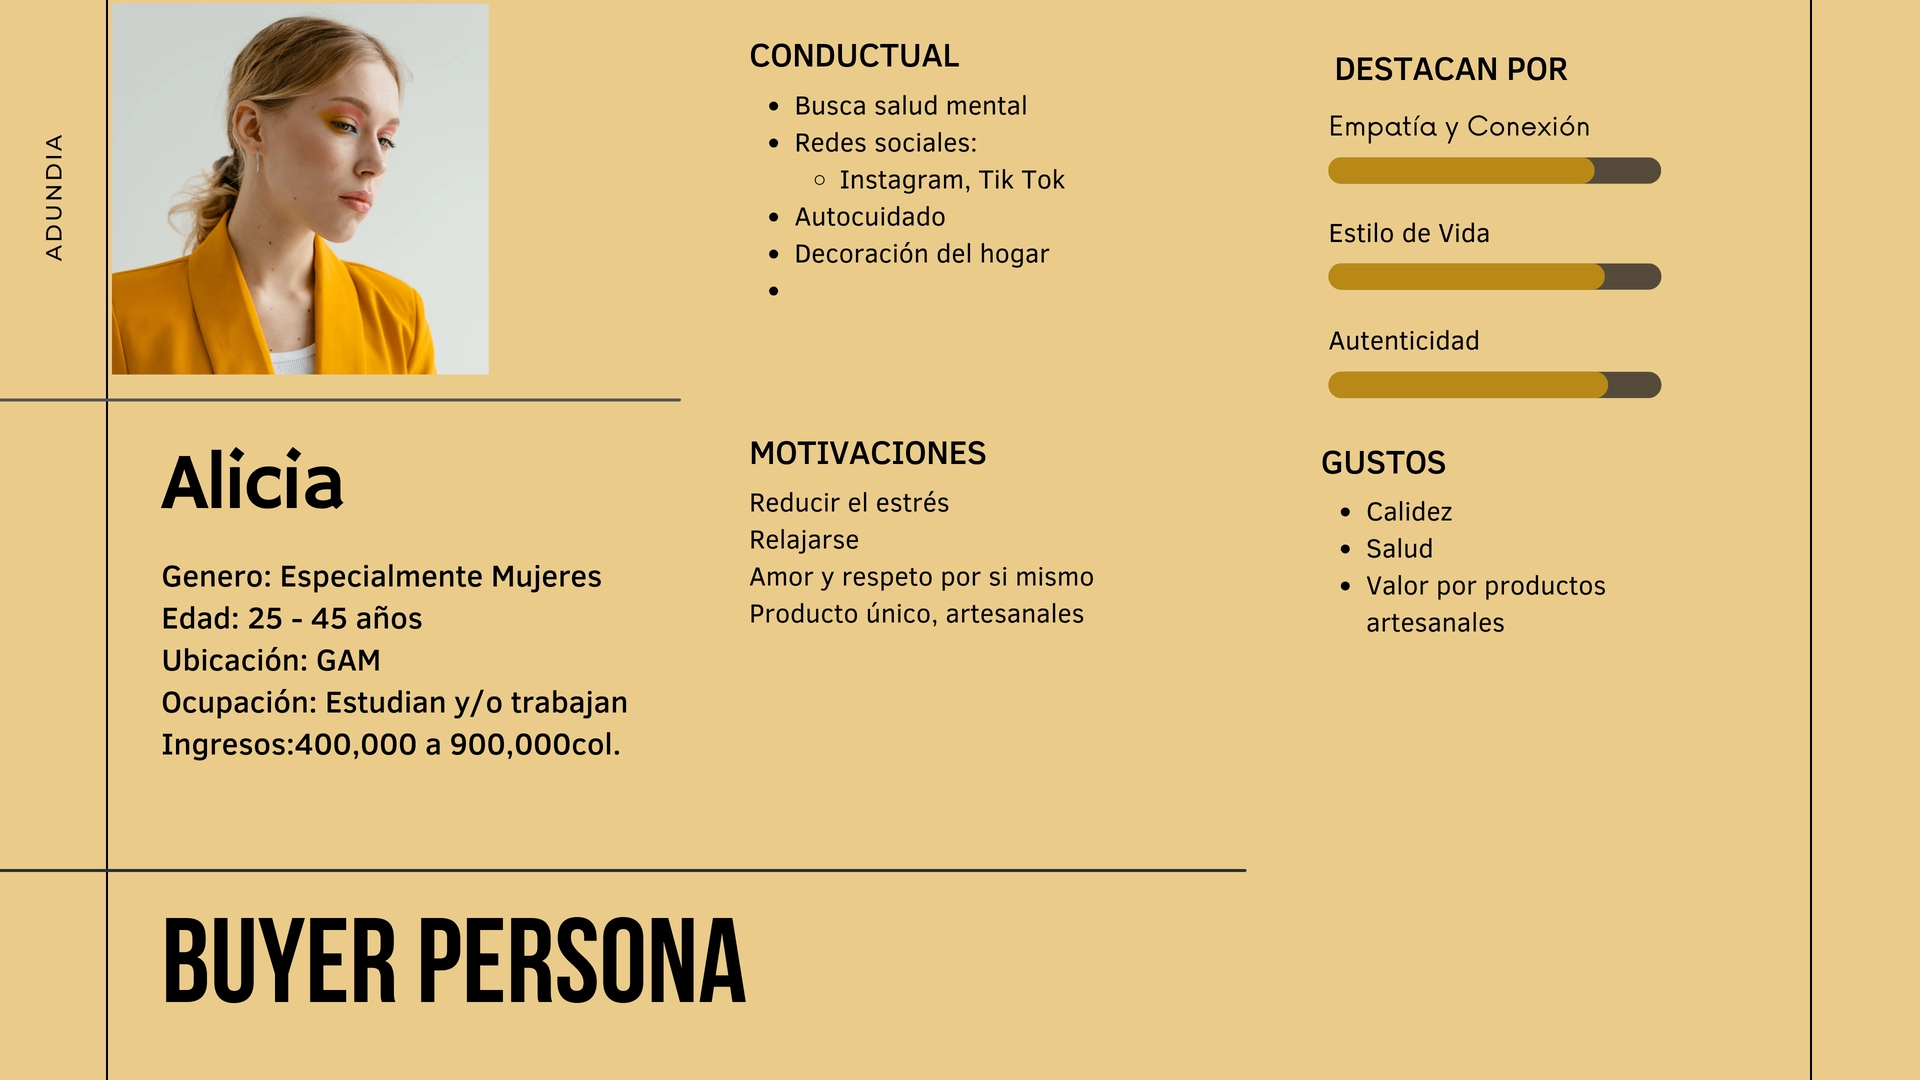 ADUNDIA
Alicia
Genero: Especialmente Mujeres
Edad: 25 - 45 años
Ubicación: GAM
Ocupación: Estudian y/o trabajan
Ingresos:400,000 a 900,000col.
CONDUCTUAL
• Busca salud mental
• Redes sociales:
○ Instagram, Tik Tok
• Autocuidado
• Decoración del hogar
•
MOTIVACIONES
Reducir el estrés
Relajarse
Amor y respeto por si mismo
Producto único, artesanales
DESTACAN POR
Empatía y Conexión
Estilo de Vida
Autenticidad
GUSTOS
• Calidez
• Salud
• Valor por productos
artesanales
BUYER PERSONA